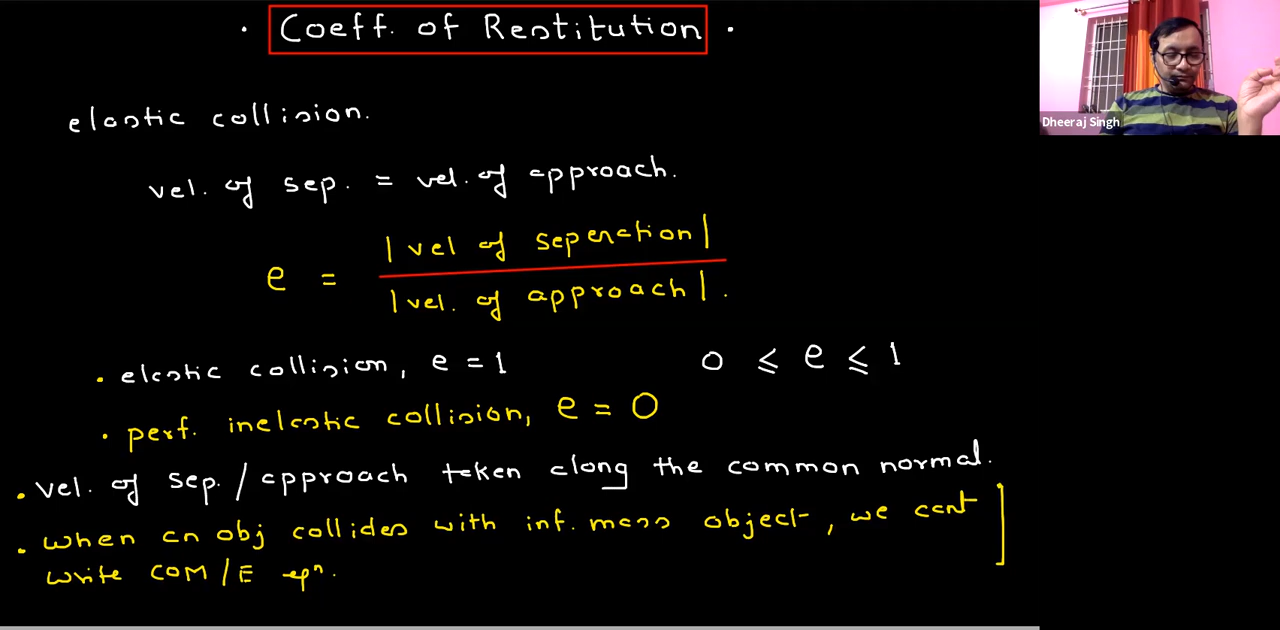 · Coeff. of Restitution ·
Dheeraj Singh
elastic collision.
vel. of sep. = vel. of approach.
e = |vel of seperation| / |vel. of approach|.
· elastic collision, e = 1 0 ⩽ e ⩽ 1
· perf. inelastic collision, e = 0
· vel. of sep. / approach taken along the common normal.
· when an obj collides with inf. mass object, we cant
write COM/E eqⁿ.